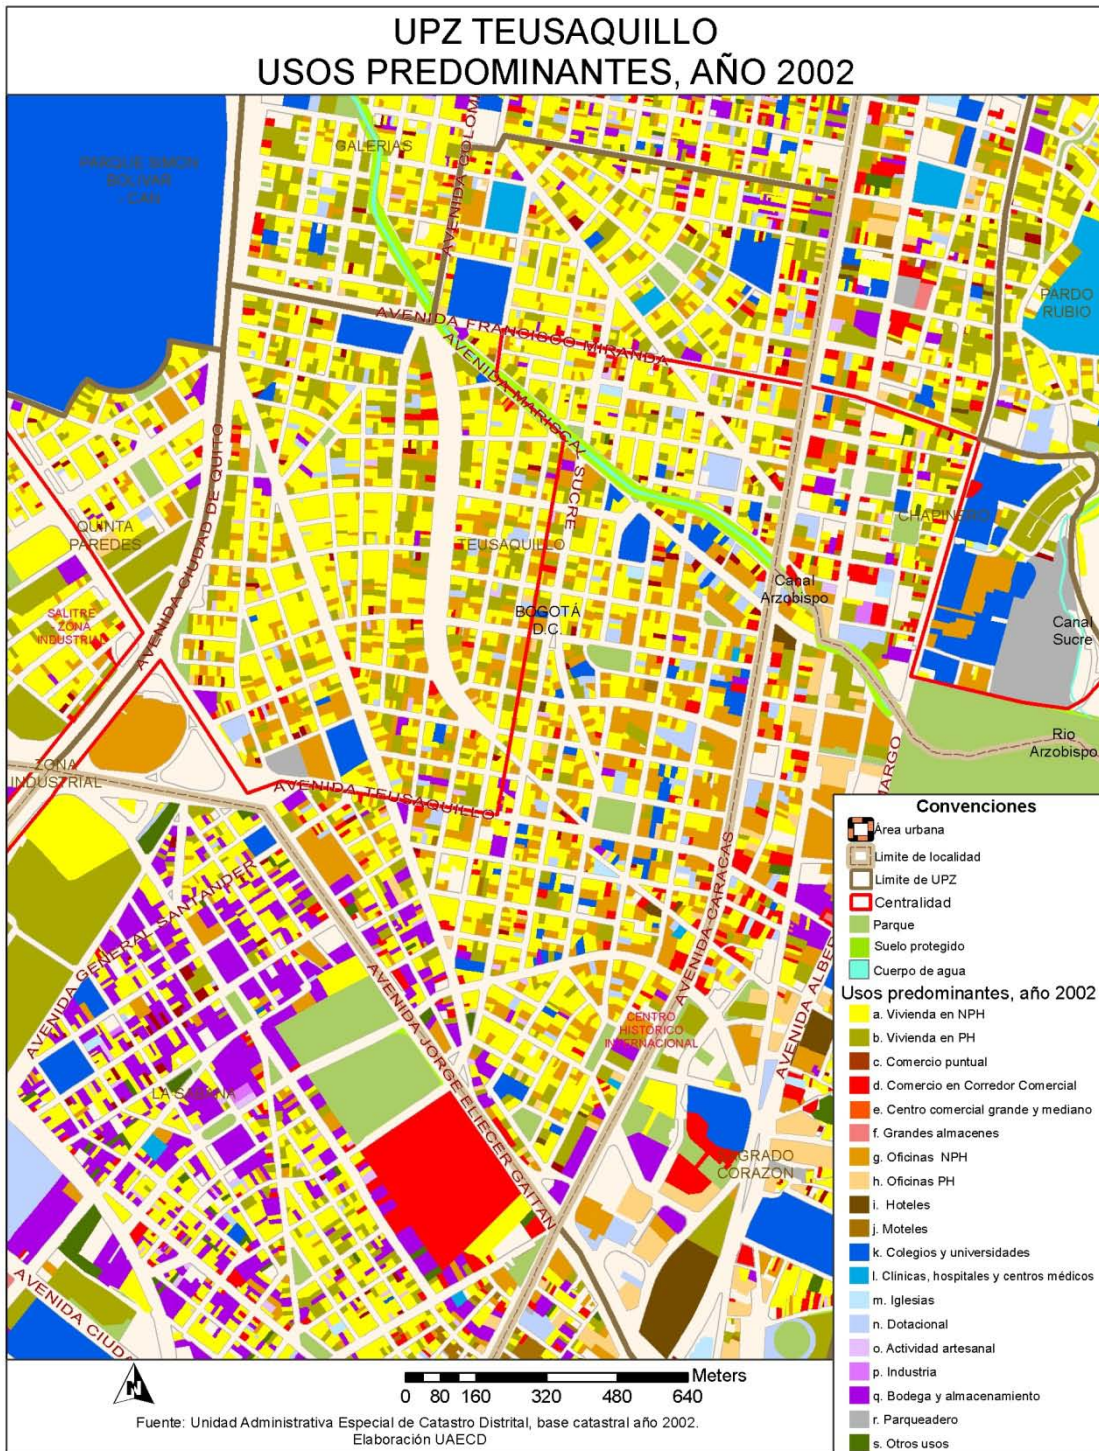 UPZ TEUSAQUILLO
USOS PREDOMINANTES, AÑO 2002
PARQUE SIMON
BOLIVAR
- CAN
GALERIAS
PARDO
RUBIO
AVENIDA FRANCISCO MIRANDA
AVENIDA MARISCAL SUCRE
AVENIDA CIUDAD DE QUITO
QUINTA
PAREDES
TEUSAQUILLO
CHAPINERO
SALITRE
ZONA
INDUSTRIAL
BOGOTÁ
D.C.
Canal
Arzobispo
Canal
Sucre
Rio
Arzobispo
ZONA
INDUSTRIAL
AVENIDA TEUSAQUILLO
AVENIDA GENERAL SANTANDER
AVENIDA CARACAS
AVENIDA JORGE ELIECER GAITAN
CENTRO
HISTORICO
INTERNACIONAL
LA SABANA
SAGRADO
CORAZON
Convenciones
Área urbana
Limite de localidad
Limite de UPZ
Centralidad
Parque
Suelo protegido
Cuerpo de agua
Usos predominantes, año 2002
a. Vivienda en NPH
b. Vivienda en PH
c. Comercio puntual
d. Comercio en Corredor Comercial
e. Centro comercial grande y mediano
f. Grandes almacenes
g. Oficinas NPH
h. Oficinas PH
i. Hoteles
j. Moteles
k. Colegios y universidades
l. Clínicas, hospitales y centros médicos
m. Iglesias
n. Dotacional
o. Actividad artesanal
p. Industria
q. Bodega y almacenamiento
r. Parqueadero
s. Otros usos
N
Meters
0 80 160 320 480 640
Fuente: Unidad Administrativa Especial de Catastro Distrital, base catastral año 2002.
Elaboración UAECD